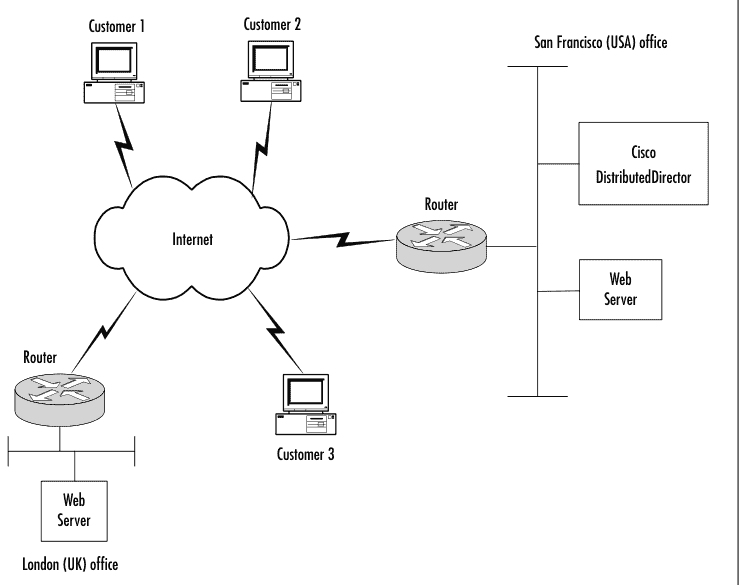 Customer 1
Customer 2
San Francisco (USA) office
Cisco
DistributedDirector
Router
Internet
Web
Server
Router
Customer 3
Web
Server
London (UK) office